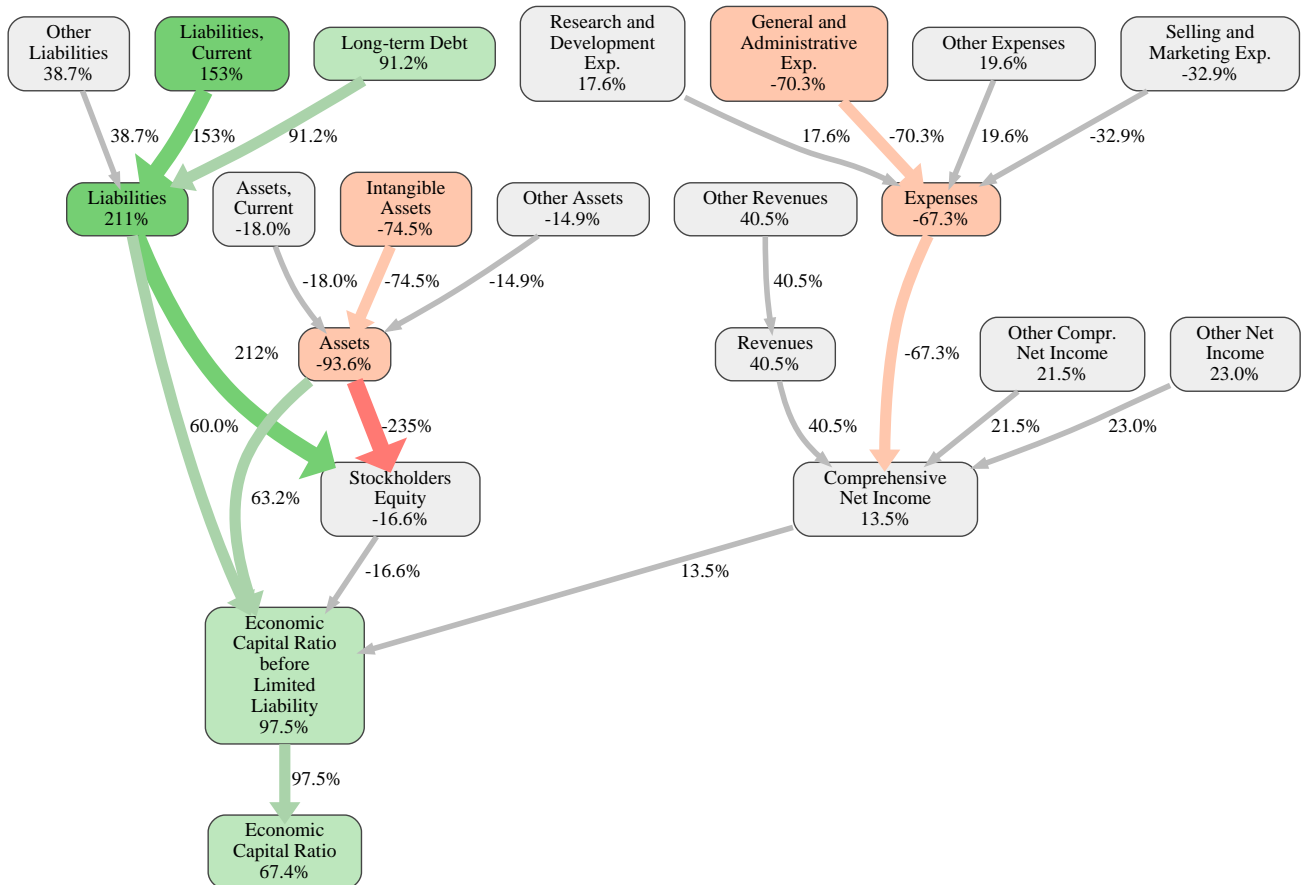 Other
Liabilities
38.7%
Liabilities,
Current
153%
Long-term Debt
91.2%
Research and
Development
Exp.
17.6%
General and
Administrative
Exp.
-70.3%
Other Expenses
19.6%
Selling and
Marketing Exp.
-32.9%
38.7%
153%
91.2%
17.6%
-70.3%
19.6%
-32.9%
Liabilities
211%
Assets,
Current
-18.0%
Intangible
Assets
-74.5%
Other Assets
-14.9%
Other Revenues
40.5%
Expenses
-67.3%
-18.0%
-74.5%
-14.9%
40.5%
212%
Assets
-93.6%
Revenues
40.5%
-67.3%
Other Compr.
Net Income
21.5%
Other Net
Income
23.0%
60.0%
-235%
40.5%
21.5%
23.0%
63.2%
Stockholders
Equity
-16.6%
Comprehensive
Net Income
13.5%
-16.6%
13.5%
Economic
Capital Ratio
before
Limited
Liability
97.5%
97.5%
Economic
Capital Ratio
67.4%